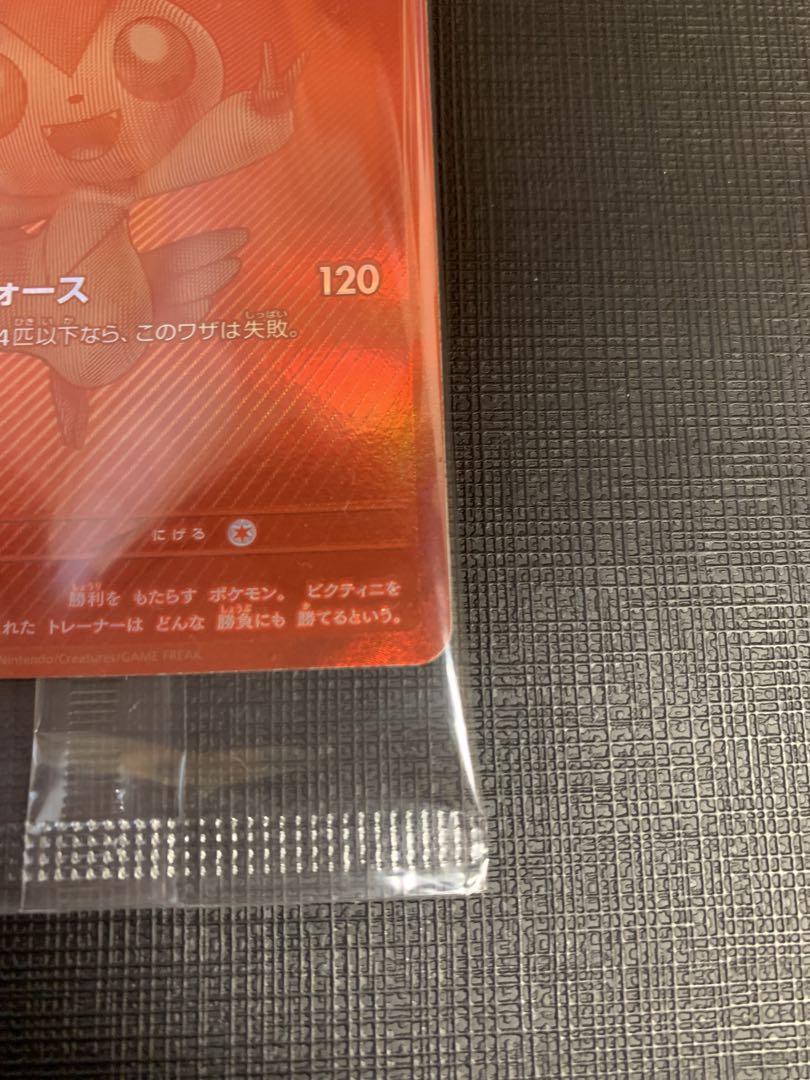 ォース 120
4匹以下なら、このワザは失敗。
にげる
勝利を もたらす ポケモン。 ビクティニを
れた トレーナーは どんな 勝負にも 勝てるという。
Nintendo/Creatures/GAME FREAK